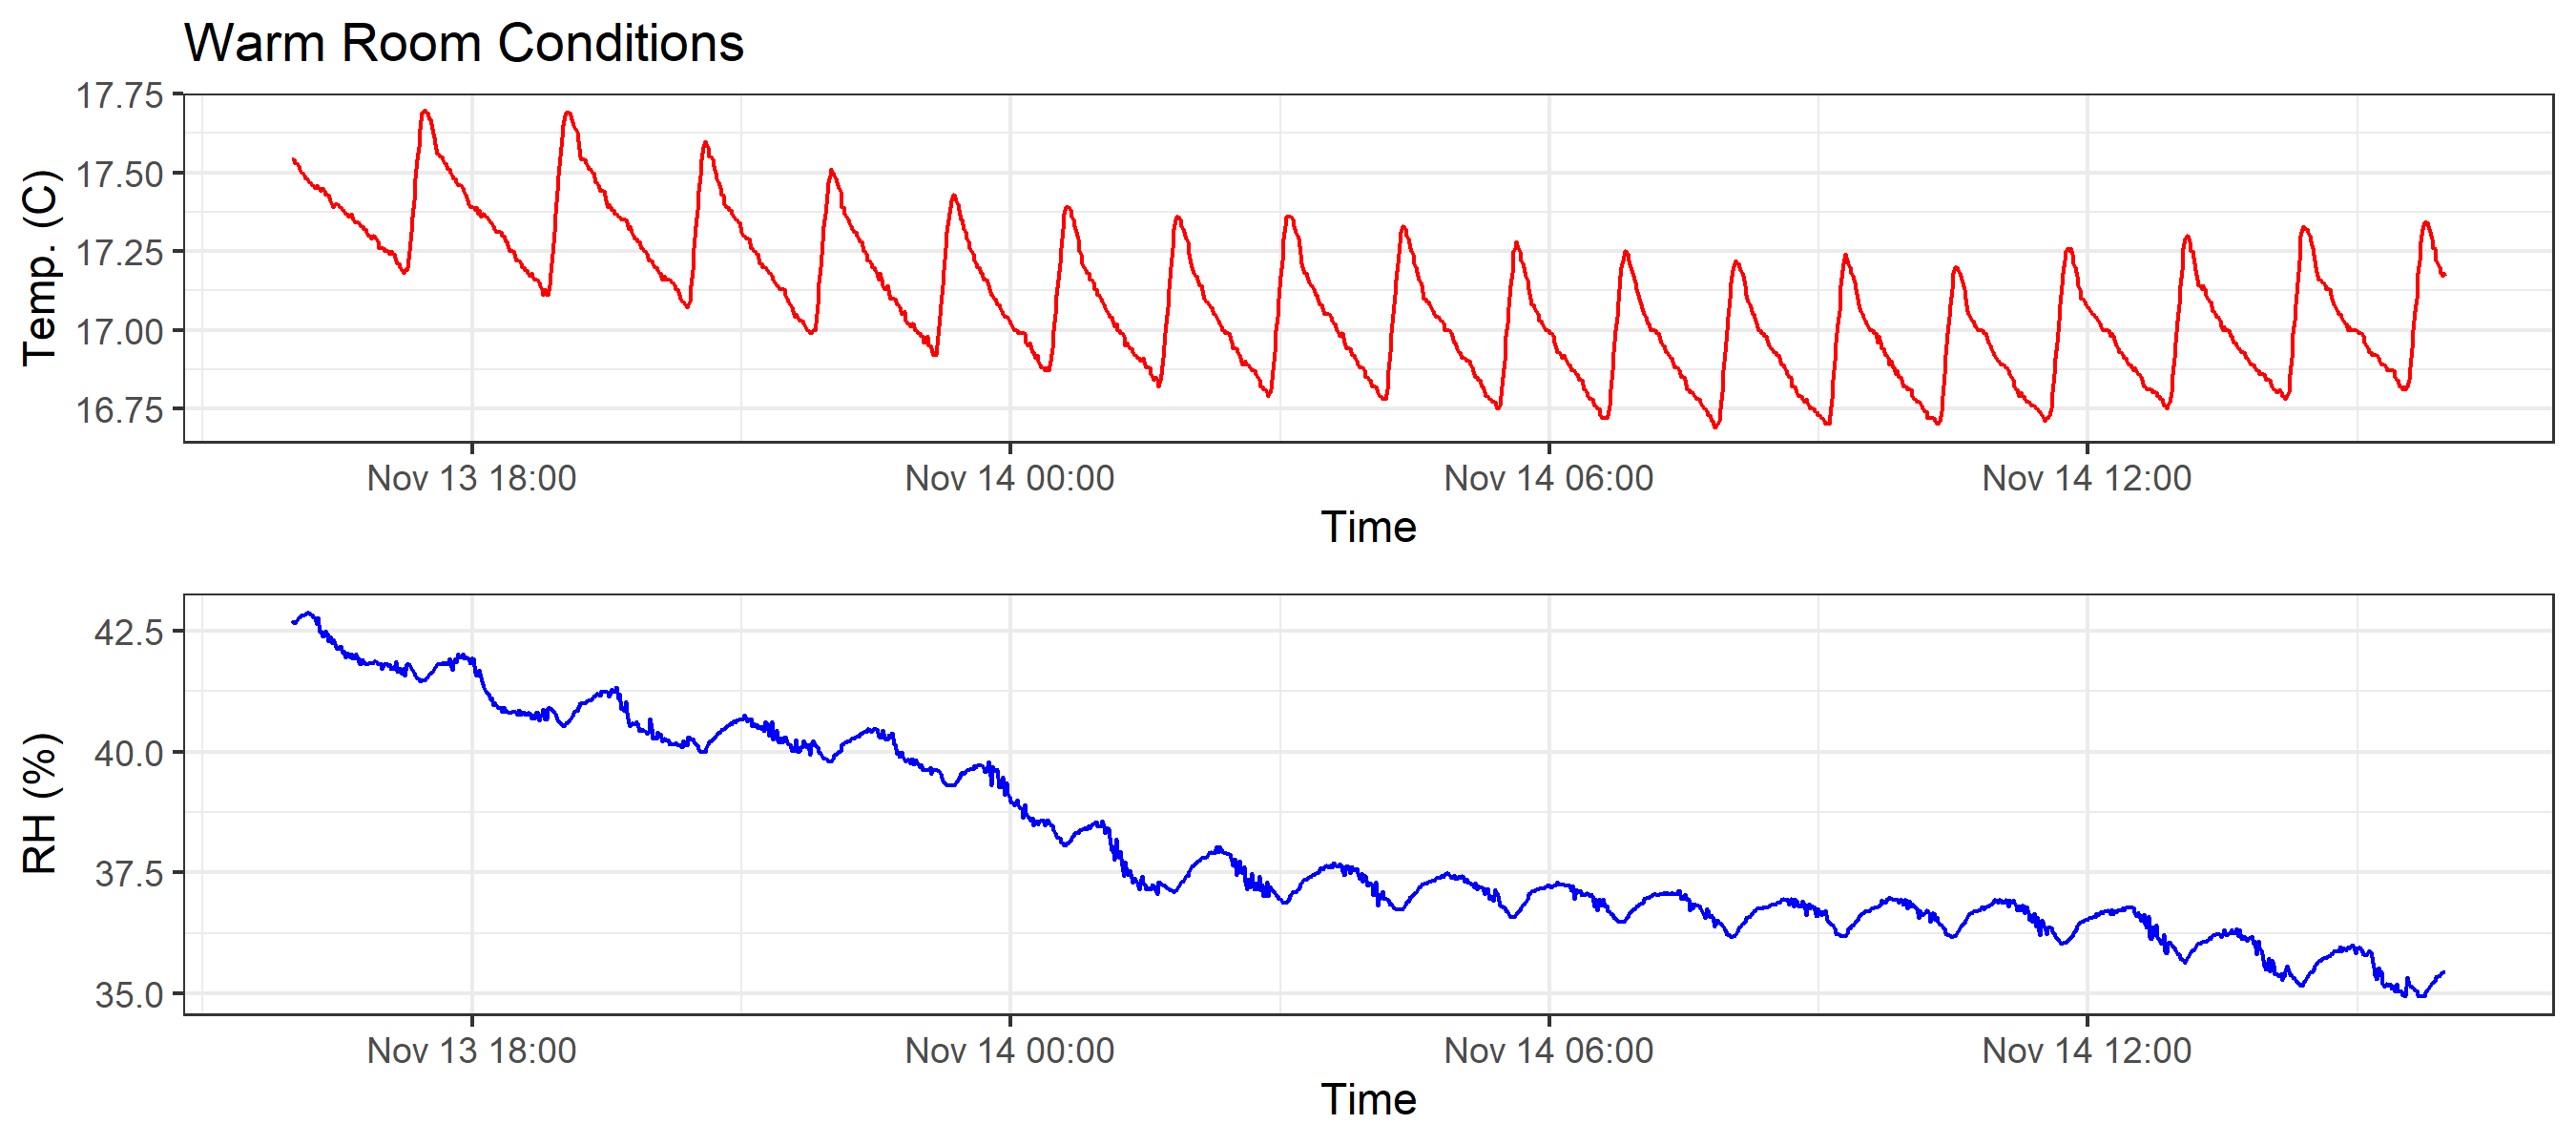 Warm Room Conditions
17.75
17.50
17.25
17.00
16.75
Temp. (C)
Nov 13 18:00 Nov 14 00:00 Nov 14 06:00 Nov 14 12:00
Time
42.5
40.0
37.5
35.0
RH (%)
Nov 13 18:00 Nov 14 00:00 Nov 14 06:00 Nov 14 12:00
Time